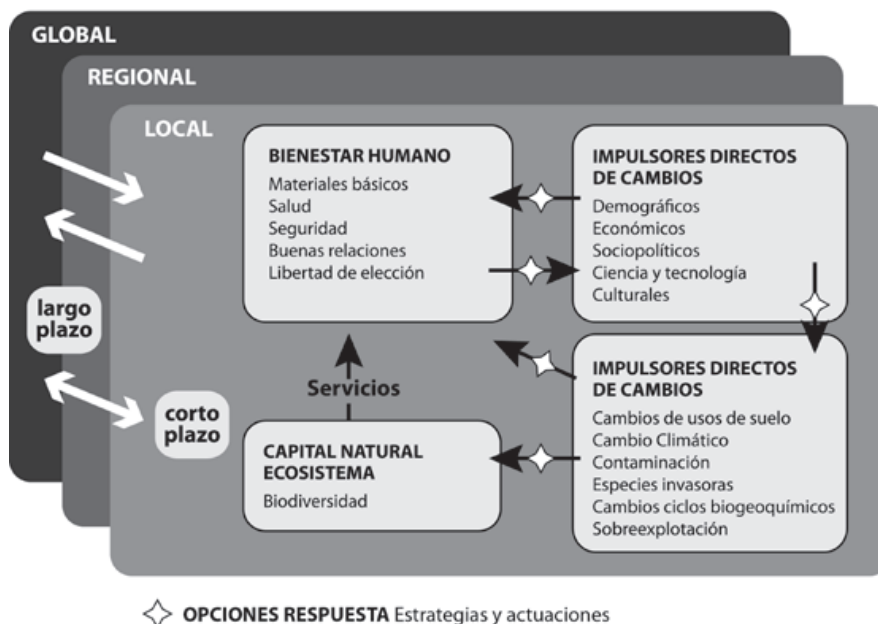 GLOBAL
REGIONAL
LOCAL
BIENESTAR HUMANO
Materiales básicos
Salud
Seguridad
Buenas relaciones
Libertad de elección
IMPULSORES DIRECTOS
DE CAMBIOS
Demográficos
Económicos
Sociopolíticos
Ciencia y tecnología
Culturales
largo
plazo
corto
plazo
Servicios
CAPITAL NATURAL
ECOSISTEMA
Biodiversidad
IMPULSORES DIRECTOS
DE CAMBIOS
Cambios de usos de suelo
Cambio Climático
Contaminación
Especies invasoras
Cambios ciclos biogeoquímicos
Sobreexplotación
OPCIONES RESPUESTA Estrategias y actuaciones